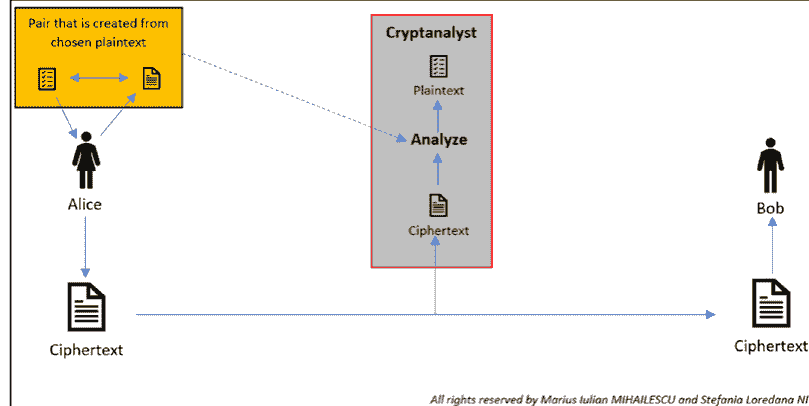 Pair that is created from
chosen plaintext
Cryptanalyst
Plaintext
Analyze
Ciphertext
Alice
Bob
Ciphertext
Ciphertext
All rights reserved by Marius Iulian MIHAILESCU and Stefania Loredana